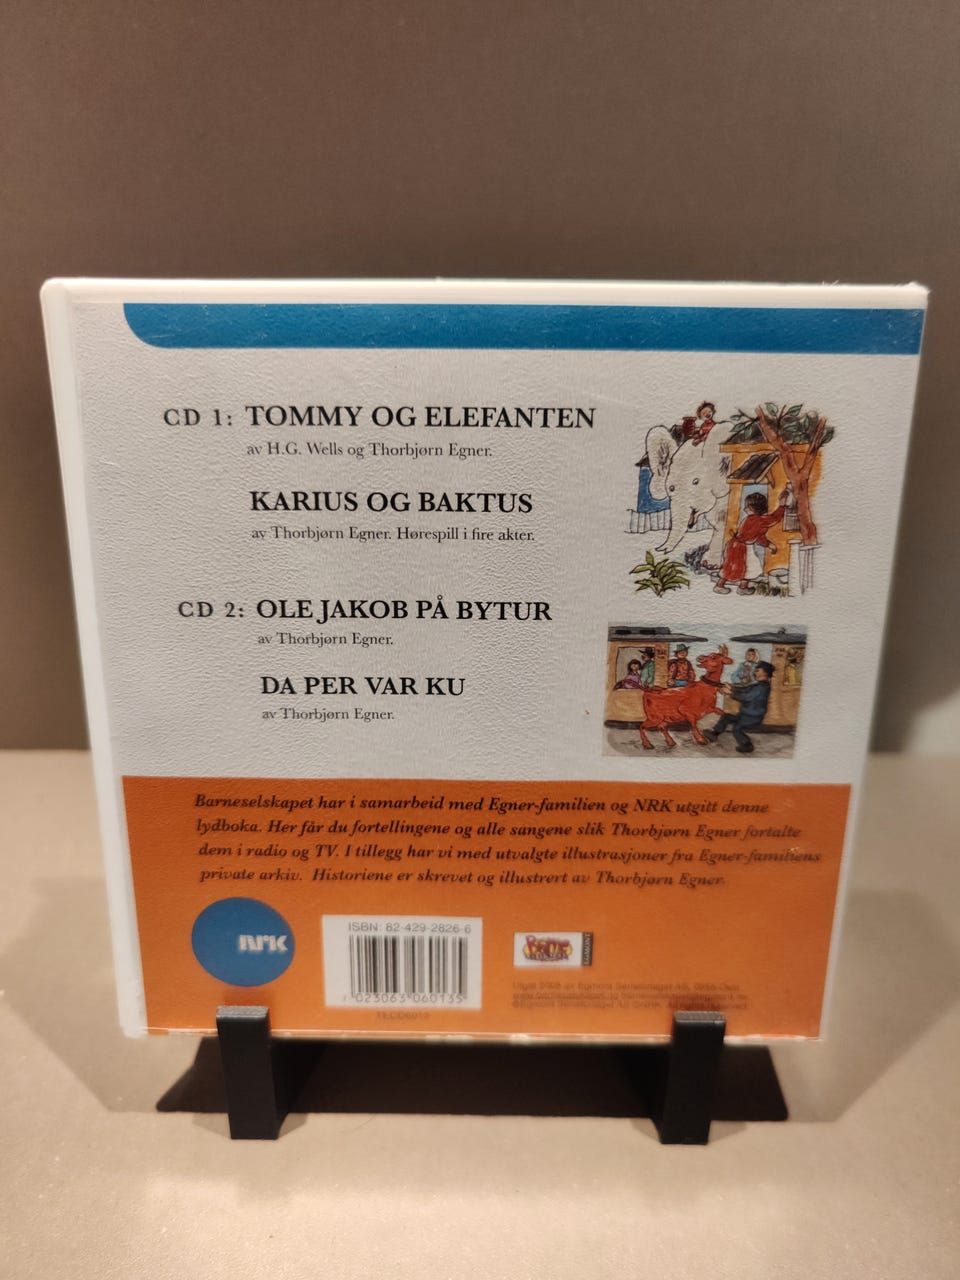 CD 1: TOMMY OG ELEFANTEN
av H.G. Wells og Thorbjørn Egner.
KARIUS OG BAKTUS
av Thorbjørn Egner. Hørespill i fire akter.
CD 2: OLE JAKOB PÅ BYTUR
av Thorbjørn Egner.
DA PER VAR KU
av Thorbjørn Egner.
Barneselskapet har i samarbeid med Egner-familien og NRK utgitt denne
lydboka. Her får du fortellingene og alle sangene slik Thorbjørn Egner fortalte
dem i radio og TV. I tillegg har vi med utvalgte illustrasjoner fra Egner-familiens
private arkiv. Historiene er skrevet og illustrert av Thorbjørn Egner.
NRK
ISBN: 82-429-2826-6
7 023063 060135
EGMONT